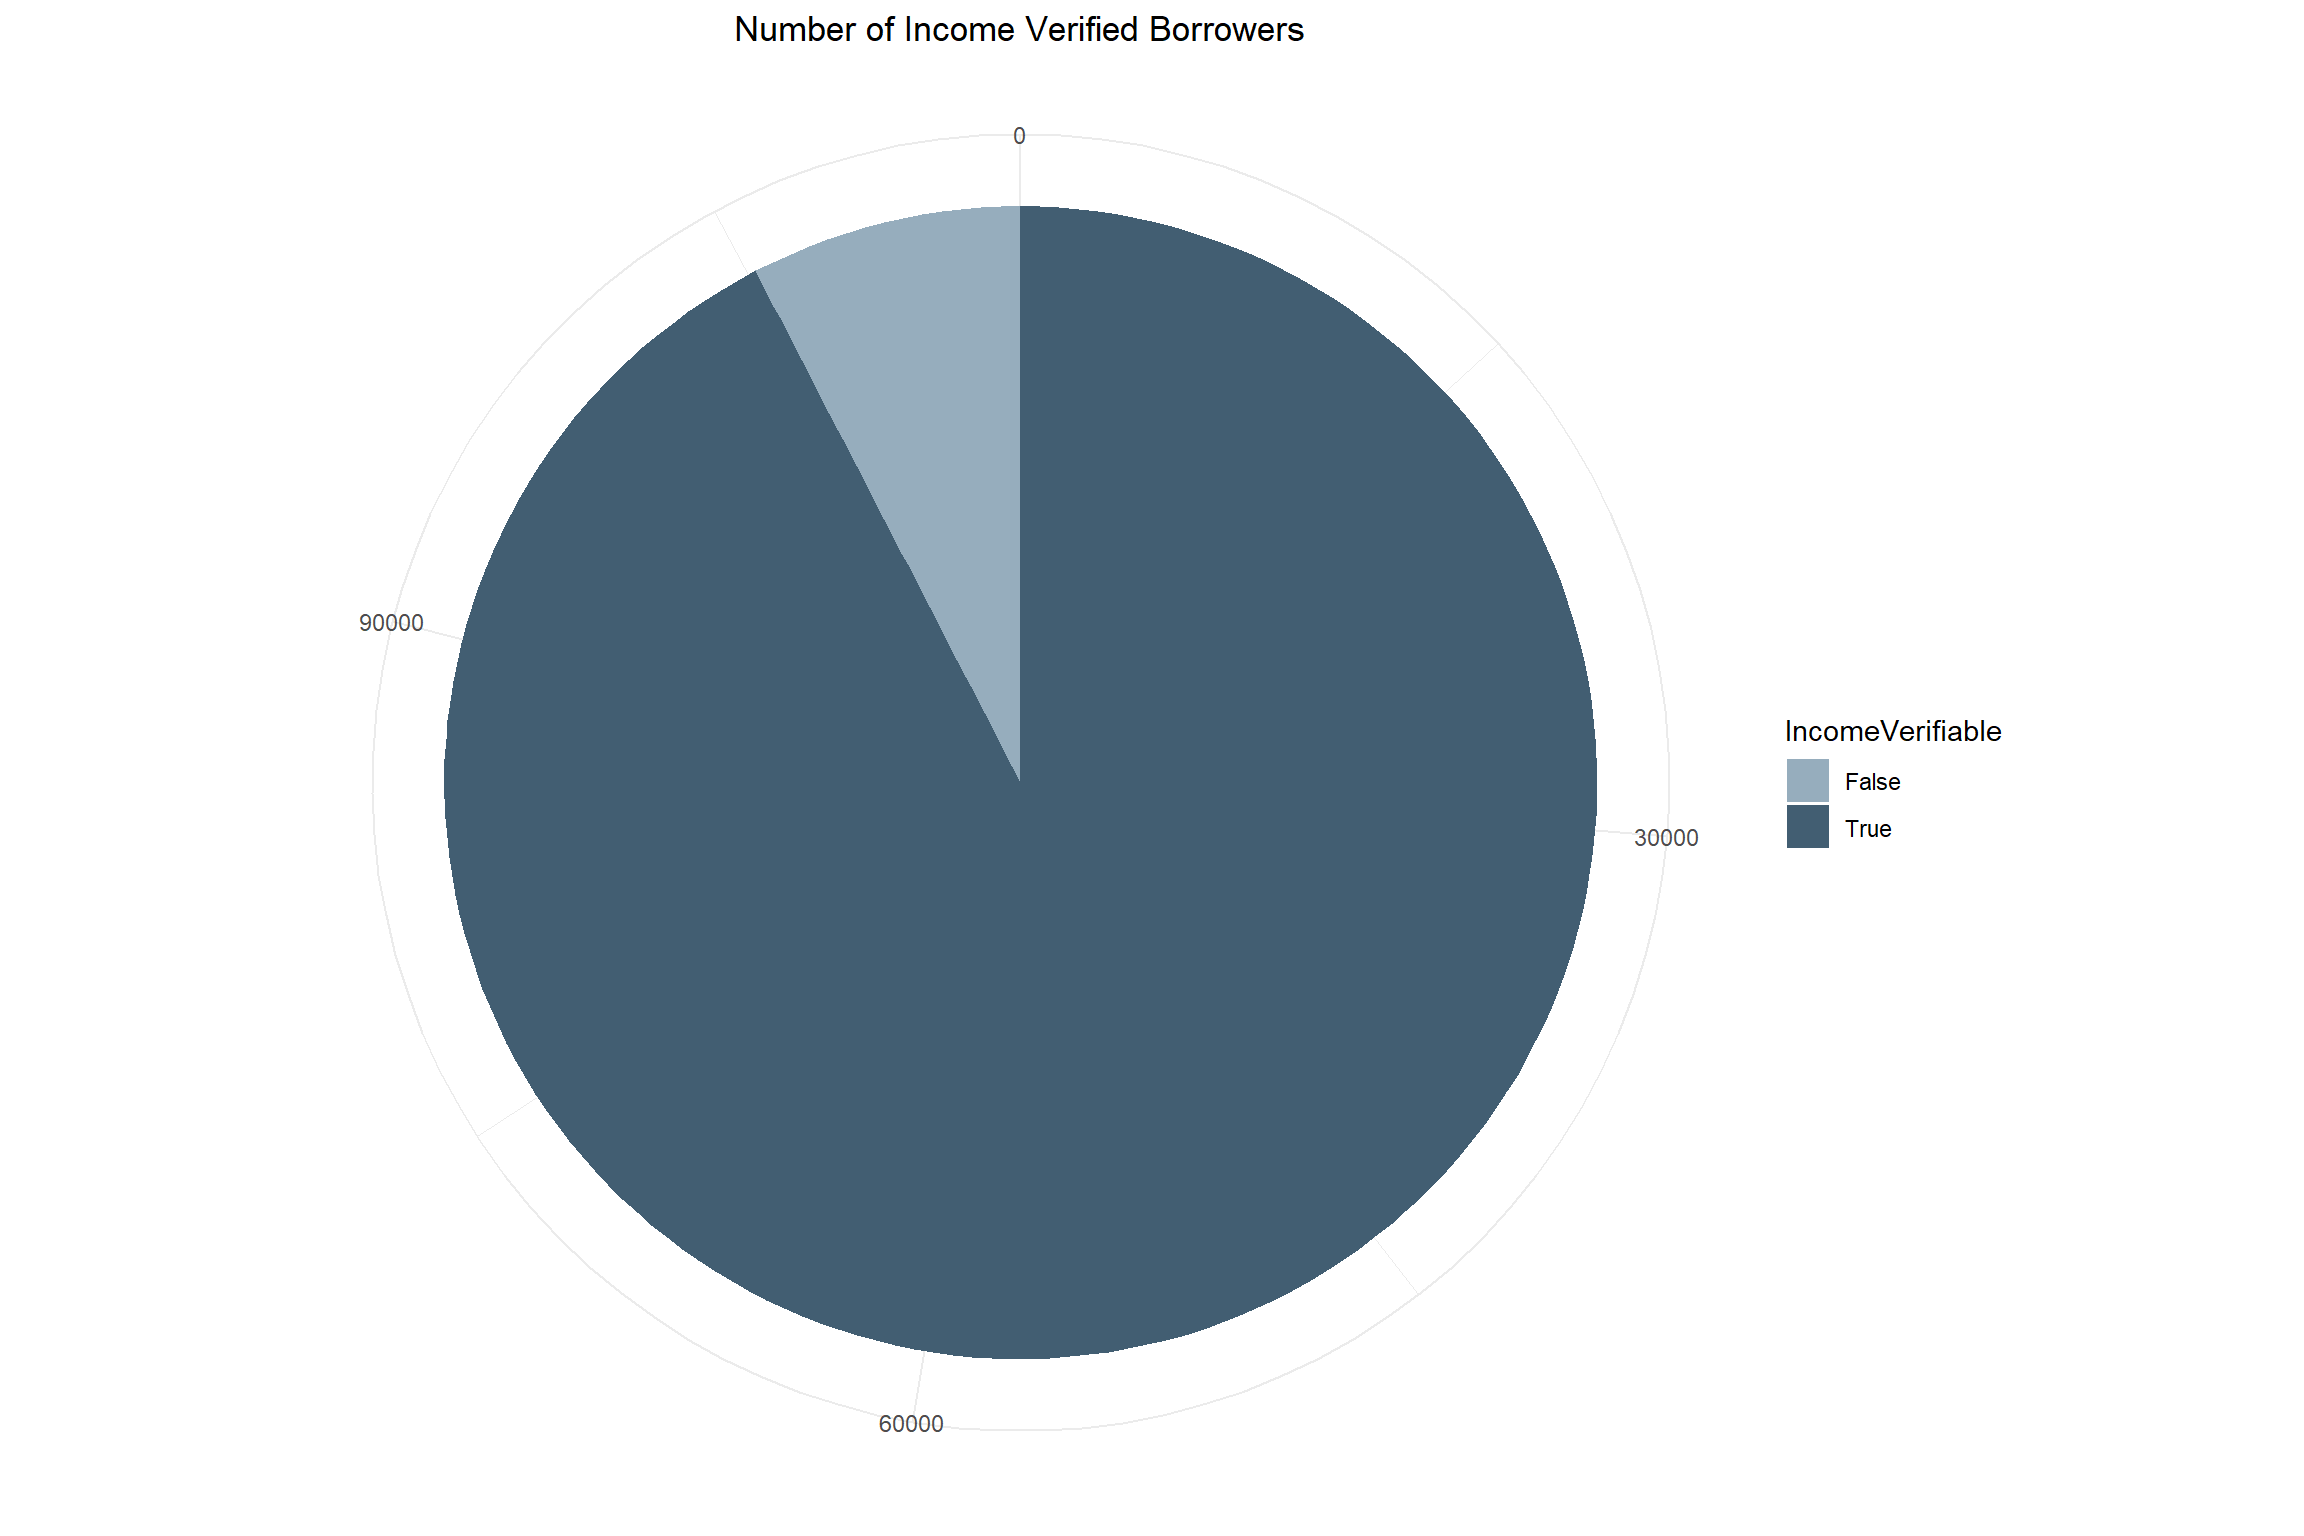 Number of Income Verified Borrowers
0
90000
30000
60000
IncomeVerifiable
False
True